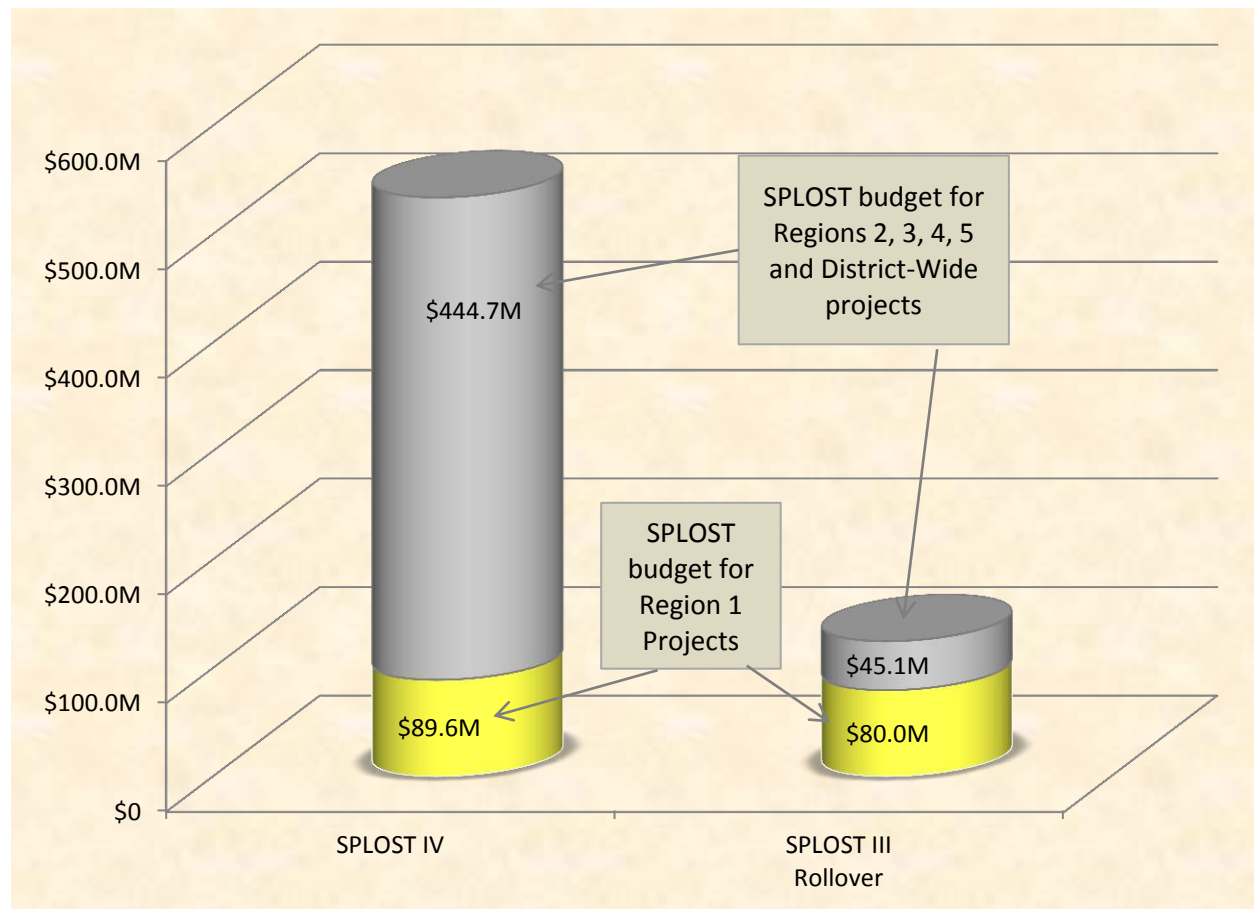 $600.0M
$500.0M
$400.0M
$300.0M
$200.0M
$100.0M
$0
SPLOST budget for
Regions 2, 3, 4, 5
and District-Wide
projects
$444.7M
SPLOST
budget for
Region 1
Projects
$45.1M
$89.6M
$80.0M
SPLOST IV
SPLOST III
Rollover